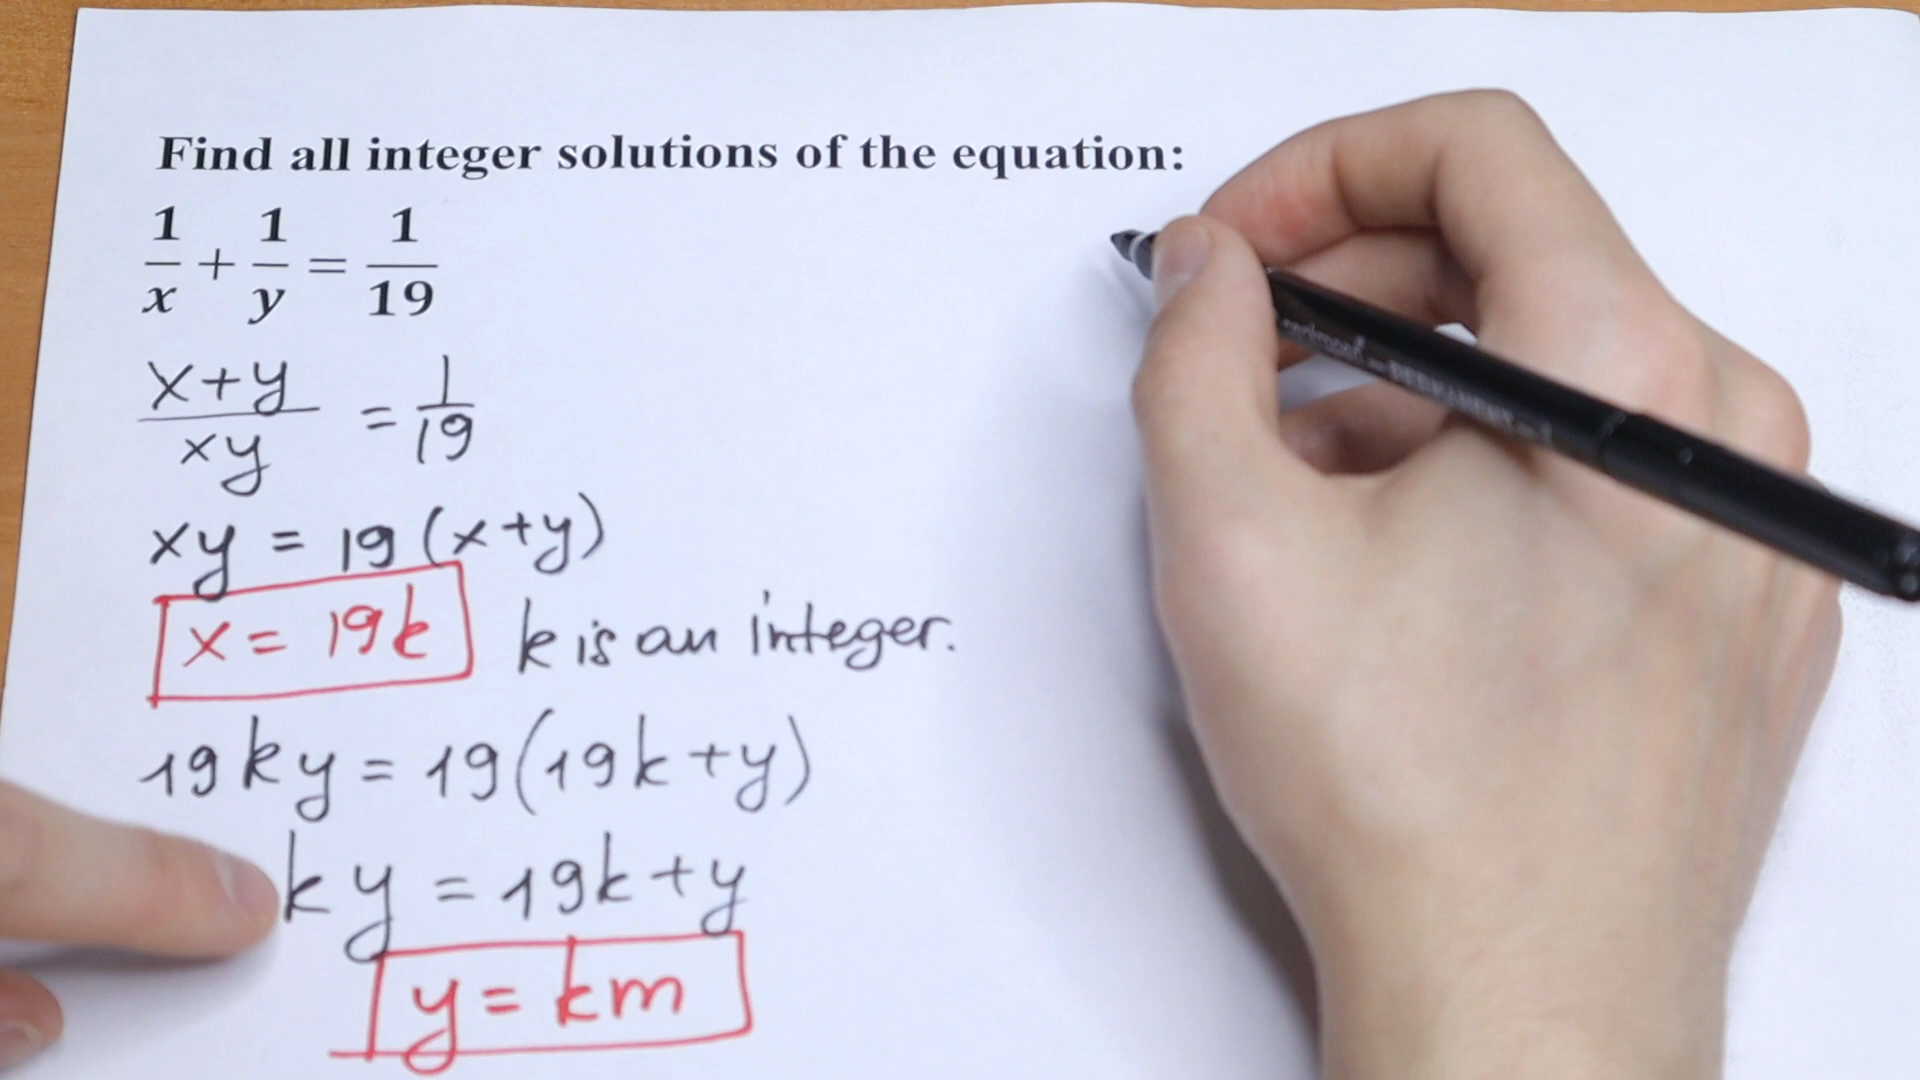 Find all integer solutions of the equation:
1/x + 1/y = 1/19
x+y/xy = 1/19
xy = 19(x+y)
x = 19k k is an integer.
19ky = 19(19k+y)
ky = 19k+y
y = km